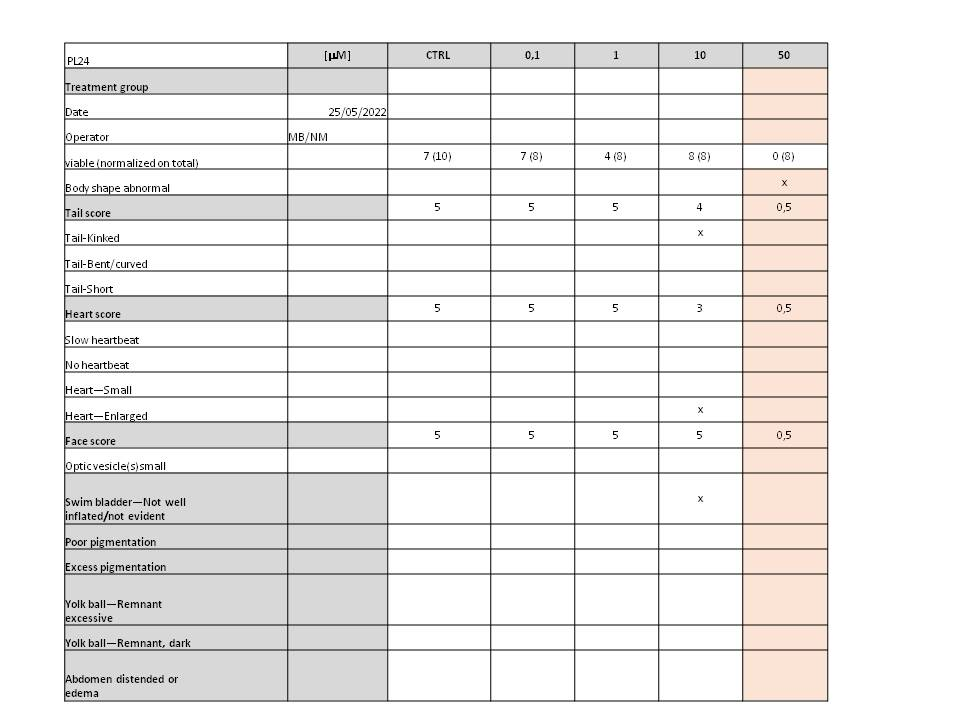 PL24 [µM] CTRL 0,1 1 10 50
Treatment group
Date 25/05/2022
Operator MB/NM
viable (normalized on total) 7 (10) 7 (8) 4 (8) 8 (8) 0 (8)
Body shape abnormal x
Tail score 5 5 5 4 0,5
Tail-Kinked x
Tail-Bent/curved
Tail-Short
Heart score 5 5 5 3 0,5
Slow heartbeat
No heartbeat
Heart—Small
Heart—Enlarged x
Face score 5 5 5 5 0,5
Optic vesicle(s) small
Swim bladder—Not well
inflated/not evident x
Poor pigmentation
Excess pigmentation
Yolk ball—Remnant
excessive
Yolk ball—Remnant, dark
Abdomen distended or
edema